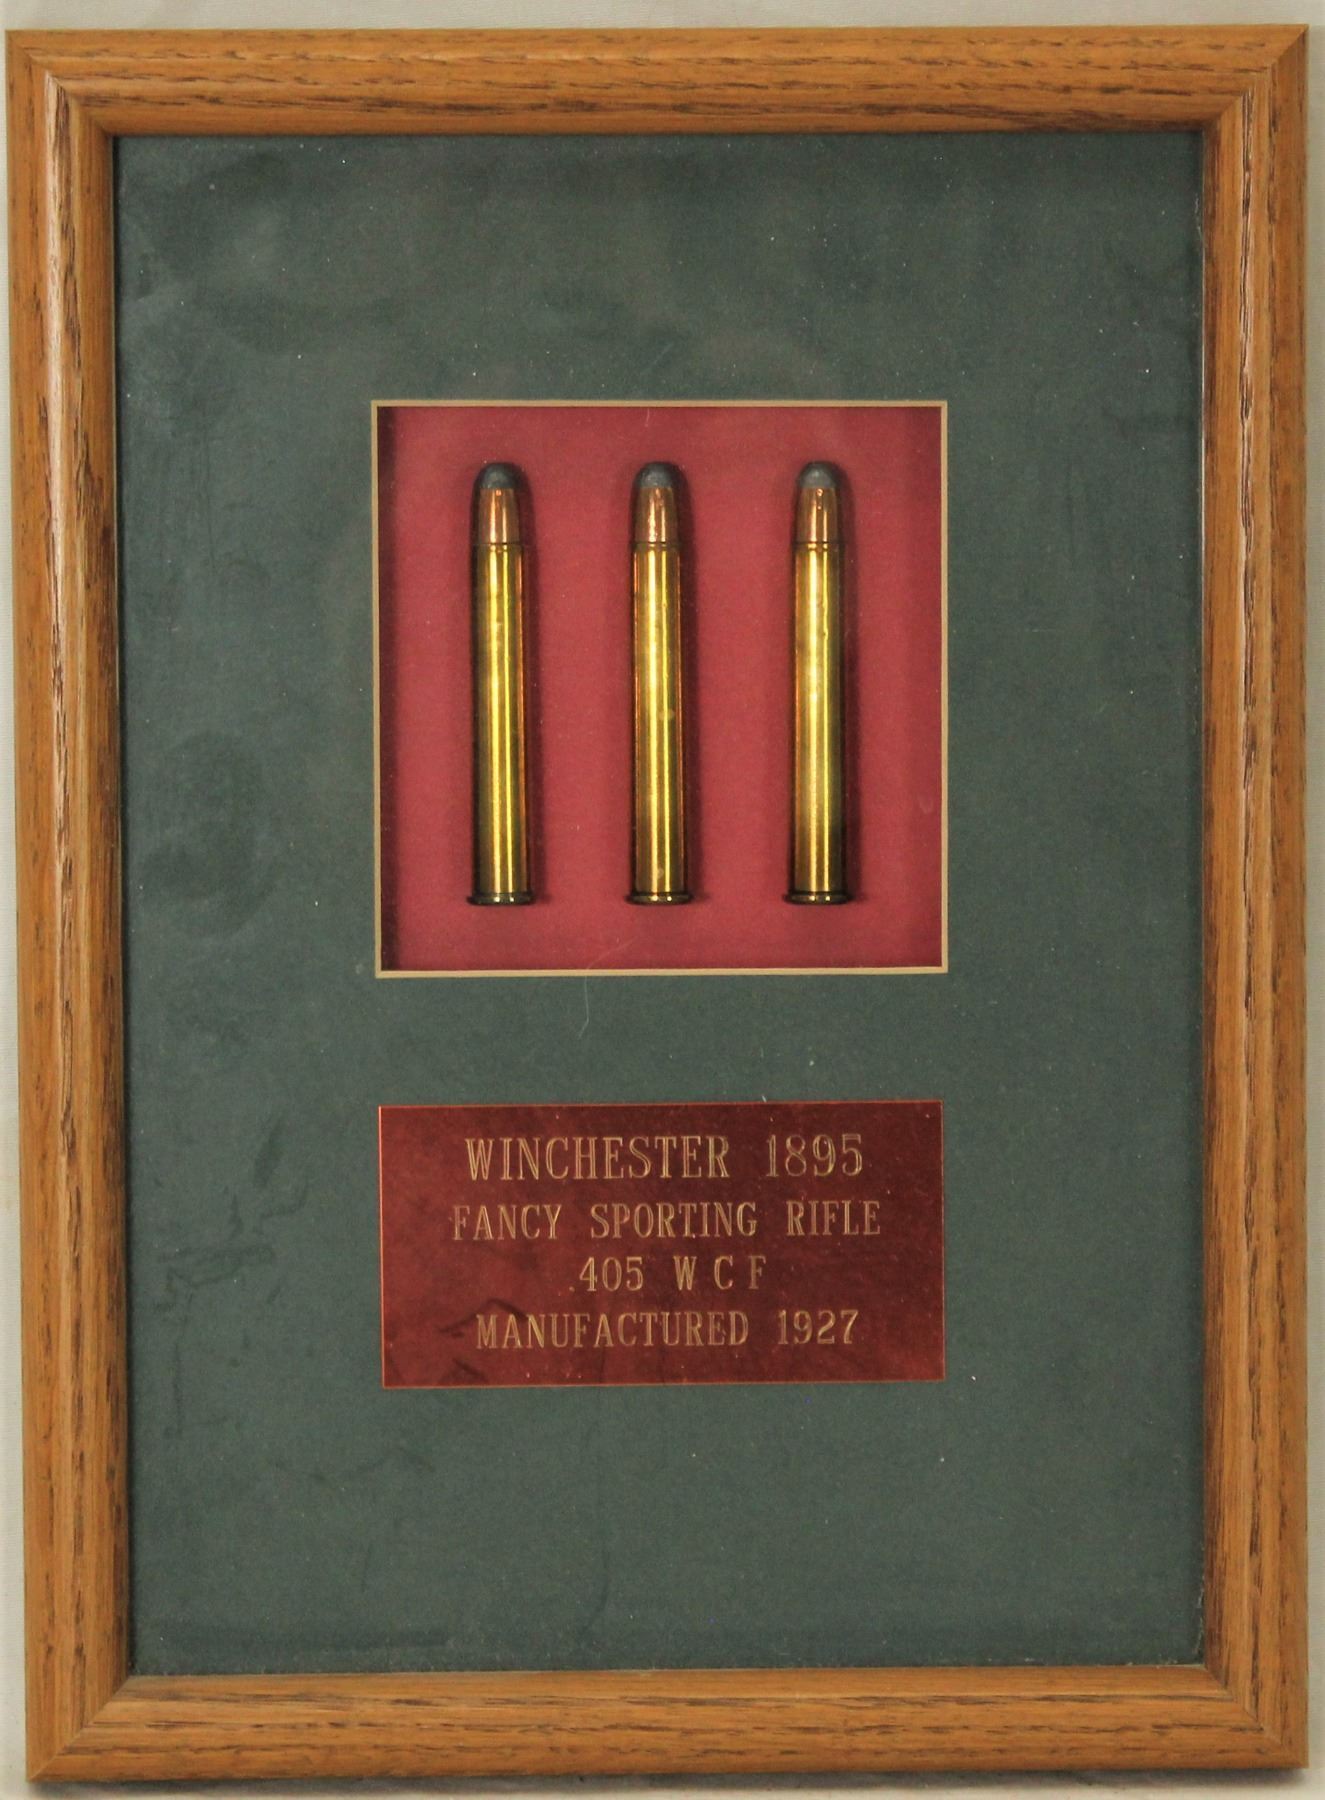 WINCHESTER 1895
FANCY SPORTING RIFLE
.405 W C F
MANUFACTURED 1927